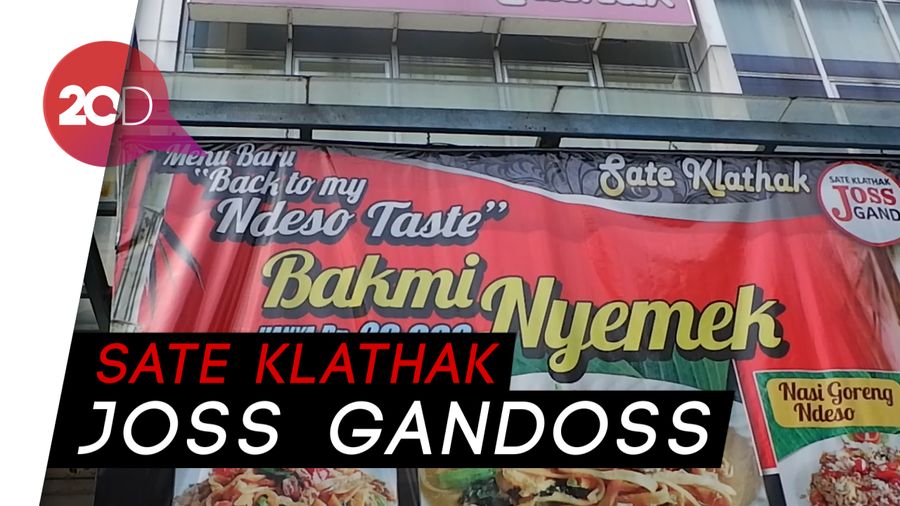 20D
Menu Baru
"Back to my
Ndeso Taste"
Sate Klathak
SATE KLATHAK
JOSS
GAND
Bakmi Nyemek
Nasi Goreng
Ndeso
SATE KLATHAK
JOSS GANDOSS